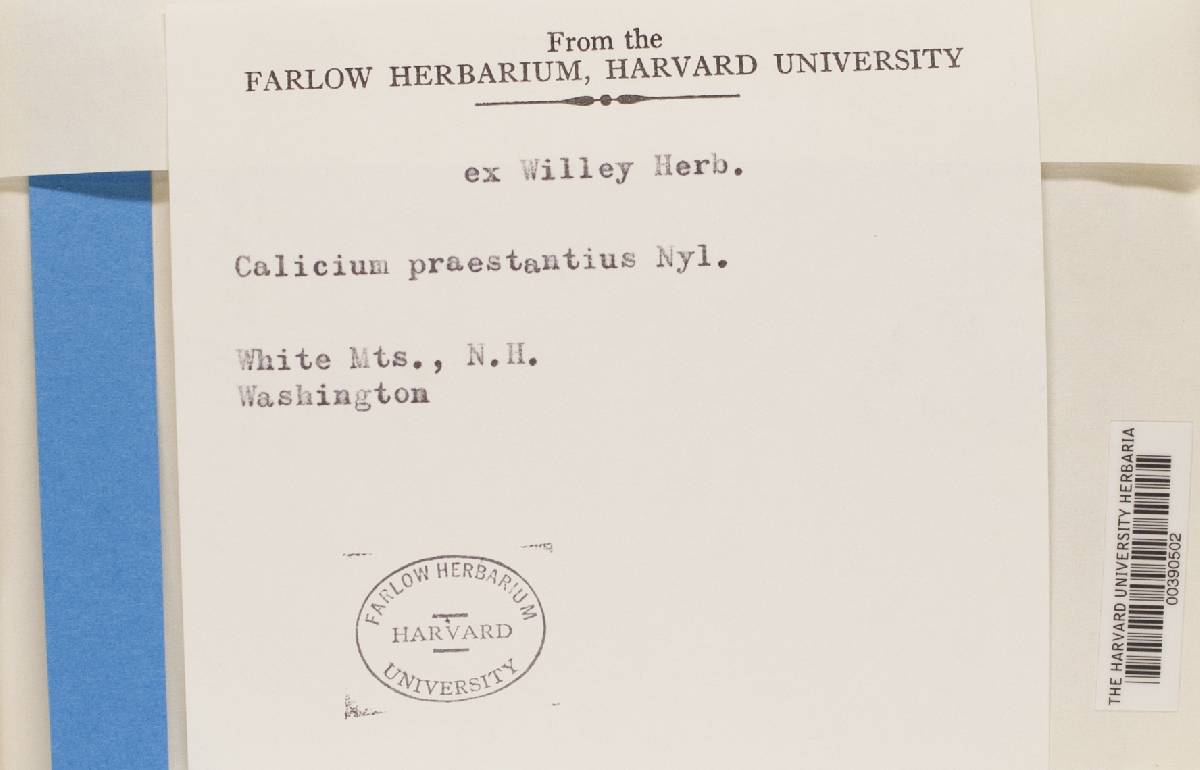 From the
FARLOW HERBARIUM, HARVARD UNIVERSITY
ex Willey Herb.
Calicium praestantius Nyl.
White Mts., N.H.
Washington
FARLOW HERBARIUM
HARVARD
UNIVERSITY
THE HARVARD UNIVERSITY HERBARIA
00390502